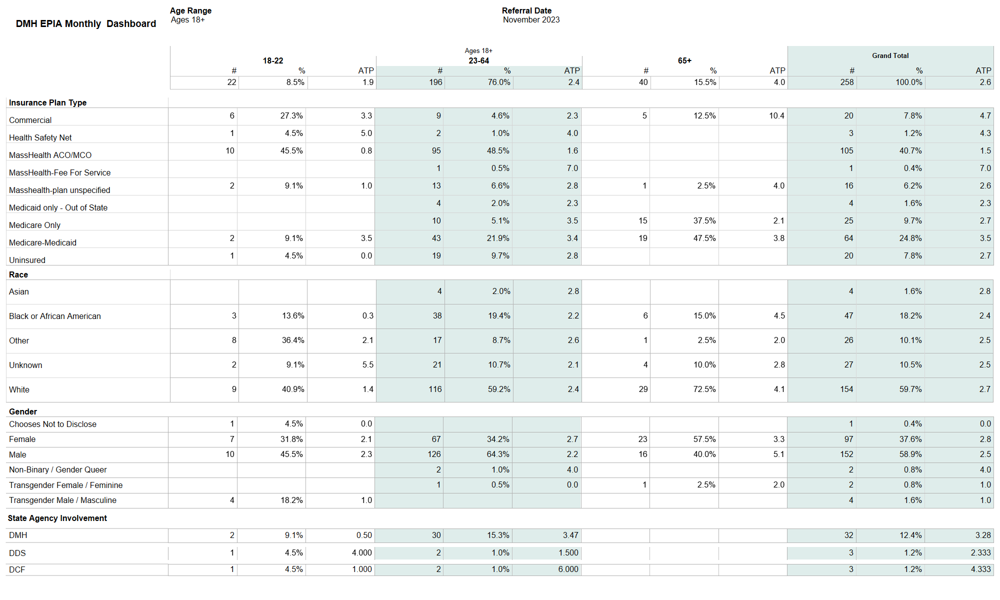 Age Range Referral Date
Ages 18+ November 2023
DMH EPIA Monthly  Dashboard
Ages 18+
Grand Total
18-22 23-64 65+
# % ATP # % ATP # % ATP # % ATP
22 8.5% 1.9 196 76.0% 2.4 40 15.5% 4.0 258 100.0% 2.6
Insurance Plan Type
Commercial 6 27.3% 3.3 9 4.6% 2.3 5 12.5% 10.4 20 7.8% 4.7
Health Safety Net 1 4.5% 5.0 2 1.0% 4.0 3 1.2% 4.3
MassHealth ACO/MCO 10 45.5% 0.8 95 48.5% 1.6 105 40.7% 1.5
MassHealth-Fee For Service 1 0.5% 7.0 1 0.4% 7.0
Masshealth-plan unspecified 2 9.1% 1.0 13 6.6% 2.8 1 2.5% 4.0 16 6.2% 2.6
Medicaid only - Out of State 4 2.0% 2.3 4 1.6% 2.3
Medicare Only 10 5.1% 3.5 15 37.5% 2.1 25 9.7% 2.7
Medicare-Medicaid 2 9.1% 3.5 43 21.9% 3.4 19 47.5% 3.8 64 24.8% 3.5
Uninsured 1 4.5% 0.0 19 9.7% 2.8 20 7.8% 2.7
Race
Asian 4 2.0% 2.8 4 1.6% 2.8
Black or African American 3 13.6% 0.3 38 19.4% 2.2 6 15.0% 4.5 47 18.2% 2.4
Other 8 36.4% 2.1 17 8.7% 2.6 1 2.5% 2.0 26 10.1% 2.5
Unknown 2 9.1% 5.5 21 10.7% 2.1 4 10.0% 2.8 27 10.5% 2.5
White 9 40.9% 1.4 116 59.2% 2.4 29 72.5% 4.1 154 59.7% 2.7
Gender
Chooses Not to Disclose 1 4.5% 0.0 1 0.4% 0.0
Female 7 31.8% 2.1 67 34.2% 2.7 23 57.5% 3.3 97 37.6% 2.8
Male 10 45.5% 2.3 126 64.3% 2.2 16 40.0% 5.1 152 58.9% 2.5
Non-Binary / Gender Queer 2 1.0% 4.0 2 0.8% 4.0
Transgender Female / Feminine 1 0.5% 0.0 1 2.5% 2.0 2 0.8% 1.0
Transgender Male / Masculine 4 18.2% 1.0 4 1.6% 1.0
State Agency Involvement
DMH 2 9.1% 0.50 30 15.3% 3.47 32 12.4% 3.28
DDS 1 4.5% 4.000 2 1.0% 1.500 3 1.2% 2.333
DCF 1 4.5% 1.000 2 1.0% 6.000 3 1.2% 4.333